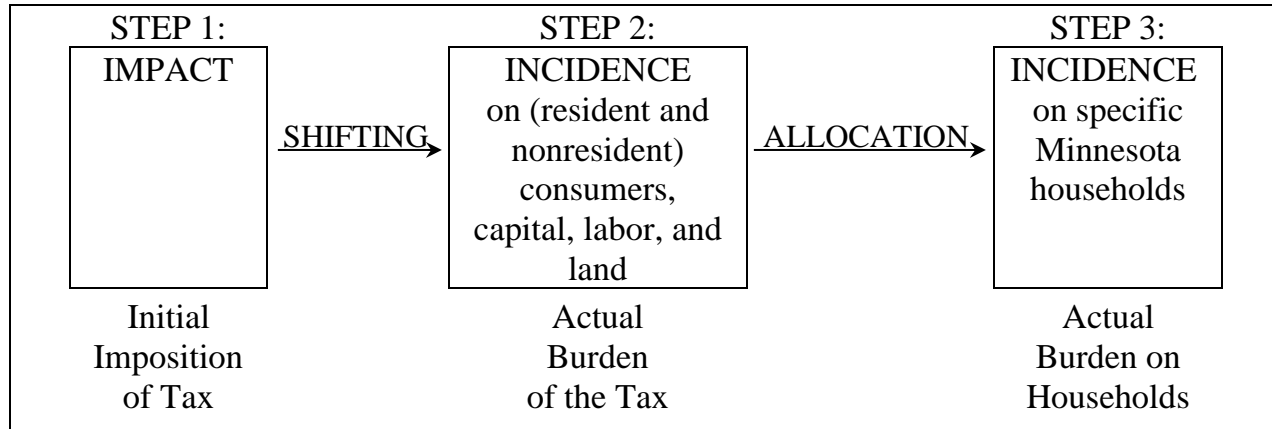 STEP 1:
IMPACT
Initial
Imposition
of Tax
SHIFTING
STEP 2:
INCIDENCE
on (resident and
nonresident)
consumers,
capital, labor, and
land
Actual
Burden
of the Tax
ALLOCATION
STEP 3:
INCIDENCE
on specific
Minnesota
households
Actual
Burden on
Households